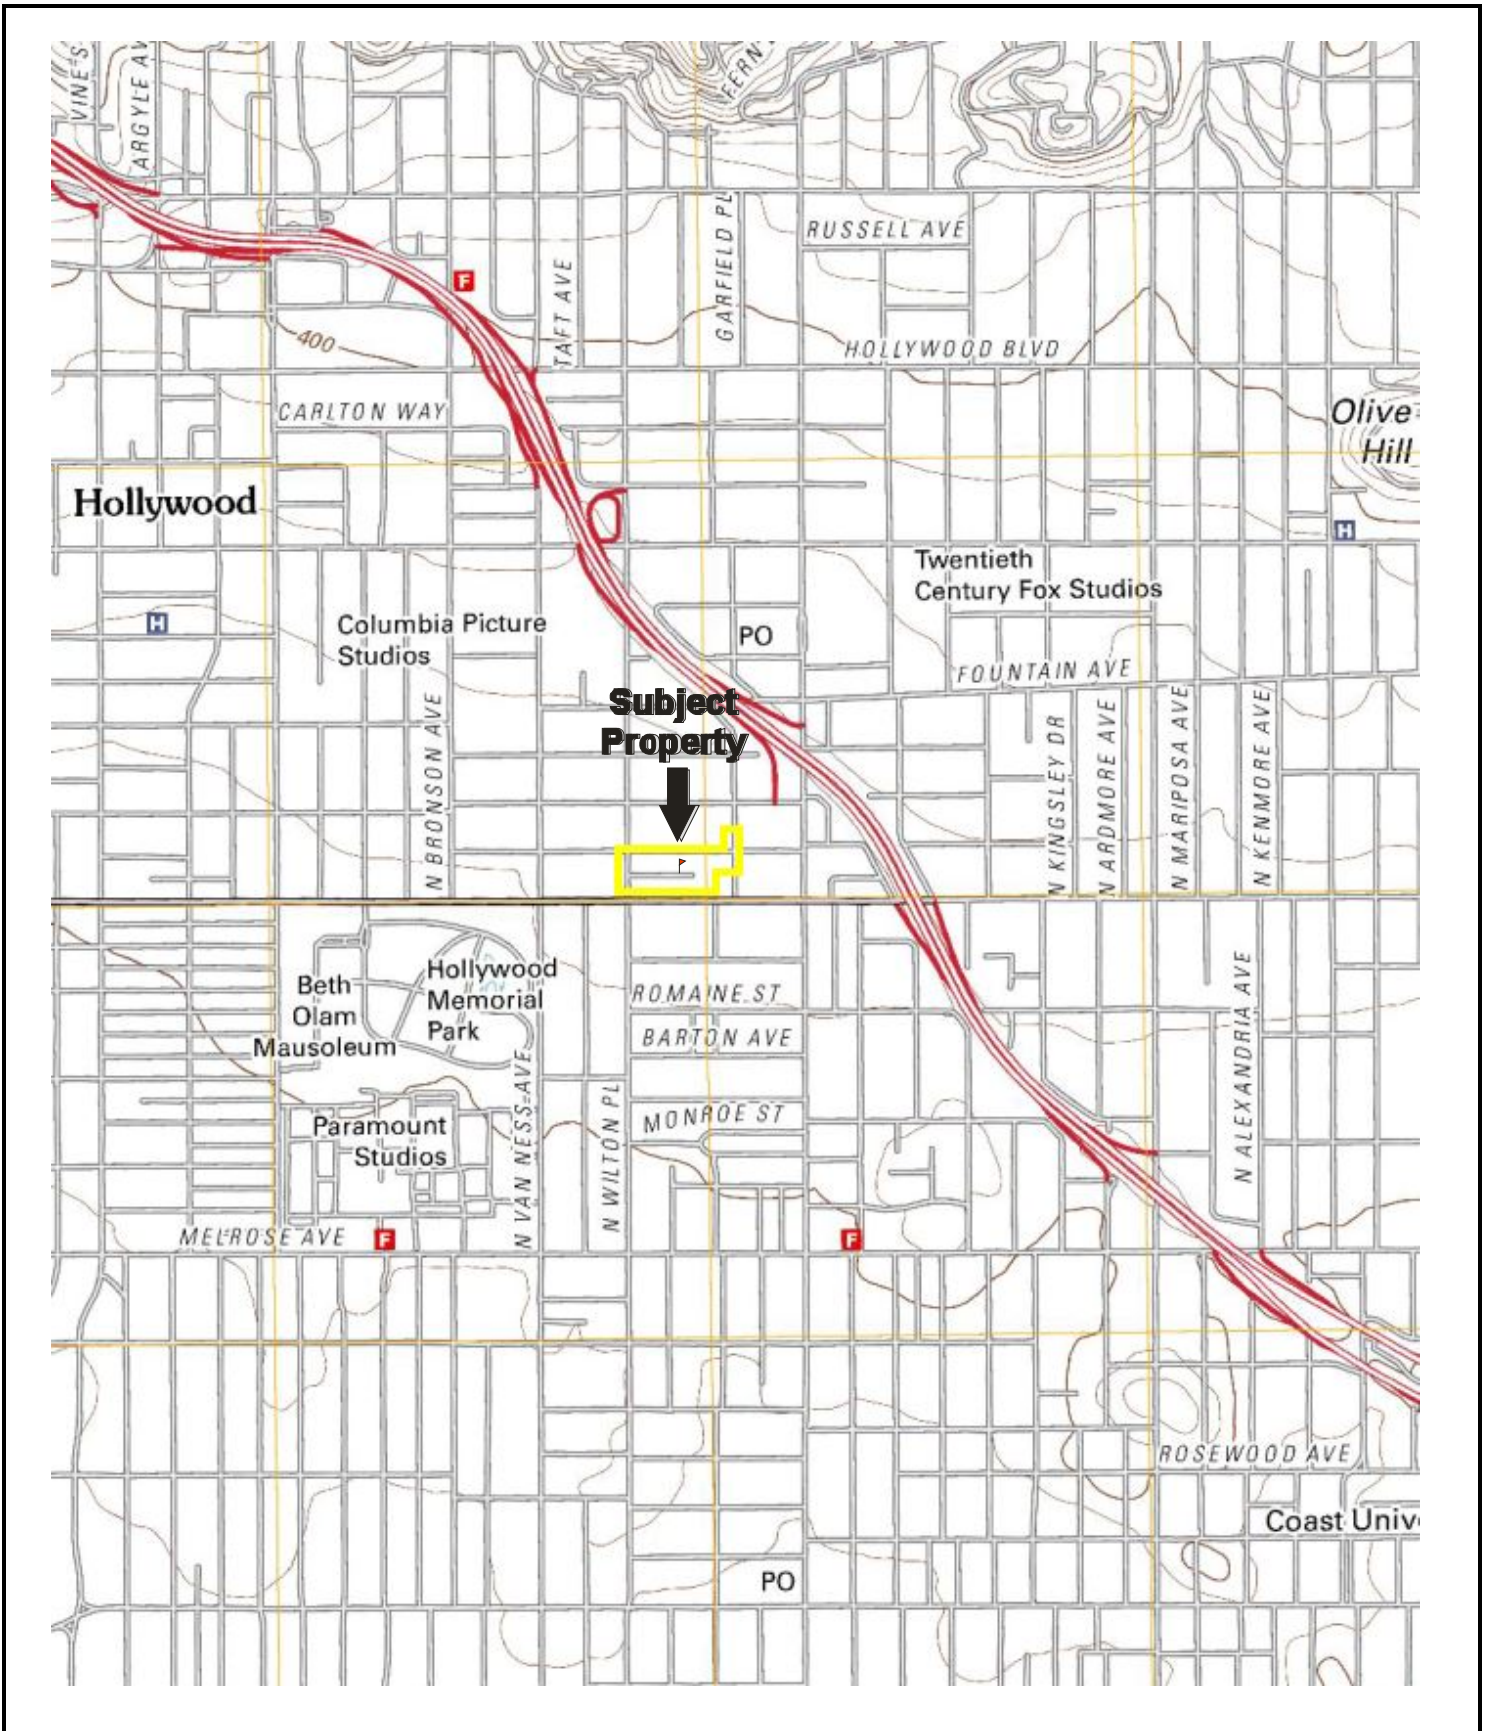 VINE S
ARGYLE AV
FERN
RUSSELL AVE
GARFIELD PL
TAFT AVE
F
400
HOLLYWOOD BLVD
CARLTON WAY
Olive
Hill
Hollywood
H
Twentieth
Century Fox Studios
H
Columbia Picture
Studios
PO
FOUNTAIN AVE
Subject
Property
N BRONSON AVE
N KINGSLEY DR
N ARDMORE AVE
N MARIPOSA AVE
N KENMORE AVE
Hollywood
Memorial
Park
Beth
Olam
Mausoleum
ROMAINE ST
BARTON AVE
N ALEXANDRIA AVE
N VAN NESS AVE
N WILTON PL
MONROE ST
Paramount
Studios
MELROSE AVE
F
F
ROSEWOOD AVE
Coast Univ
PO